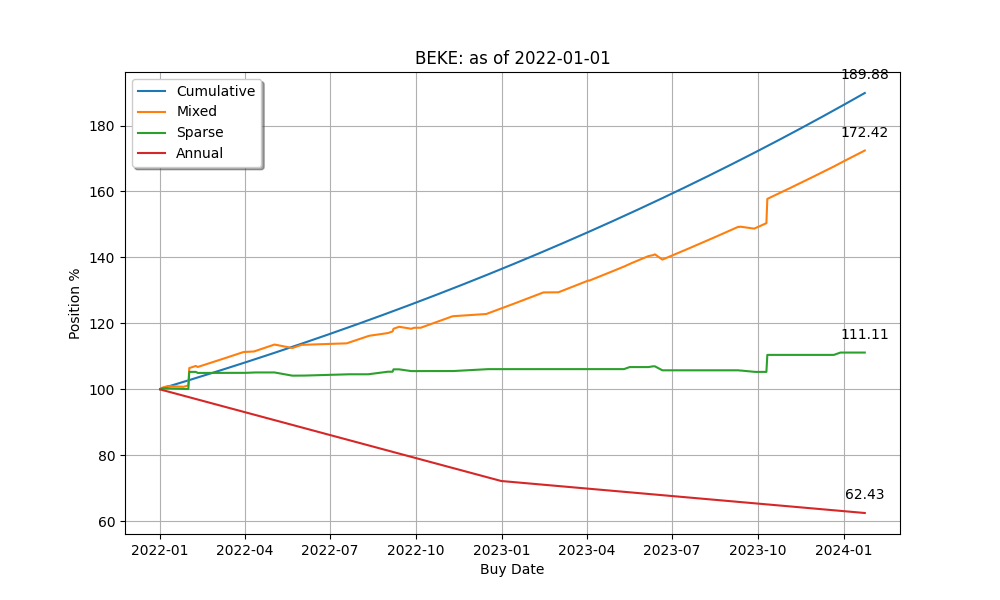 BEKE: as of 2022-01-01
189.88
Cumulative
Mixed
Sparse
Annual
172.42
111.11
62.43
180
160
140
120
100
80
60
Position %
2022-01 2022-04 2022-07 2022-10 2023-01 2023-04 2023-07 2023-10 2024-01
Buy Date